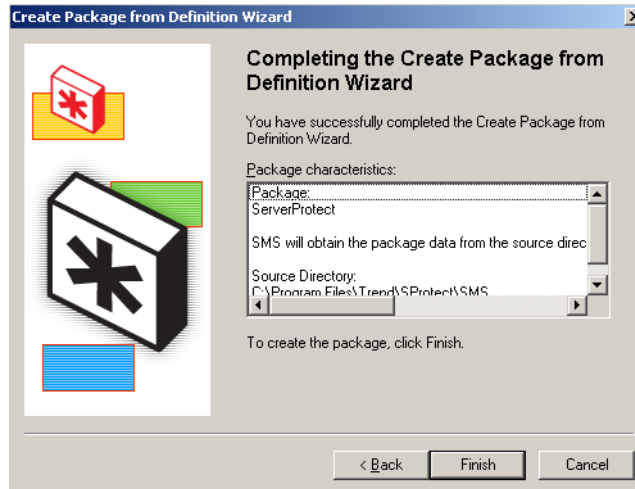 Create Package from Definition Wizard
Completing the Create Package from
Definition Wizard
You have successfully completed the Create Package from
Definition Wizard.
Package characteristics:
Package:
ServerProtect
SMS will obtain the package data from the source direc
Source Directory:
C:\Program Files\Trend\SProtect\SMS
To create the package, click Finish.
< Back
Finish
Cancel